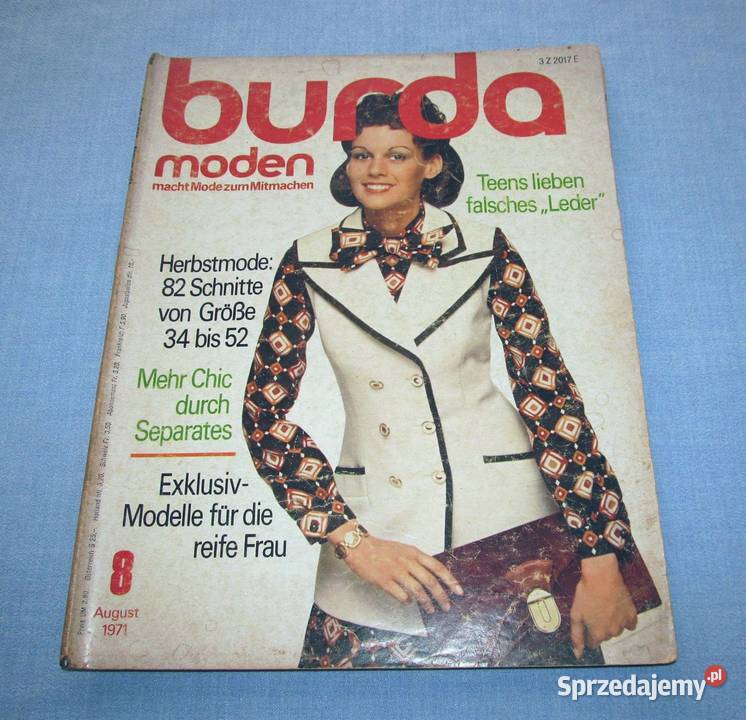 3 Z 2017 E
burda
moden
macht Mode zum Mitmachen
Teens lieben
falsches „Leder"
Herbstmode:
82 Schnitte
von Größe
34 bis 52
Mehr Chic
durch
Separates
Exklusiv-
Modelle für die
reife Frau
8
August
1971
Sprzedajemy.pl